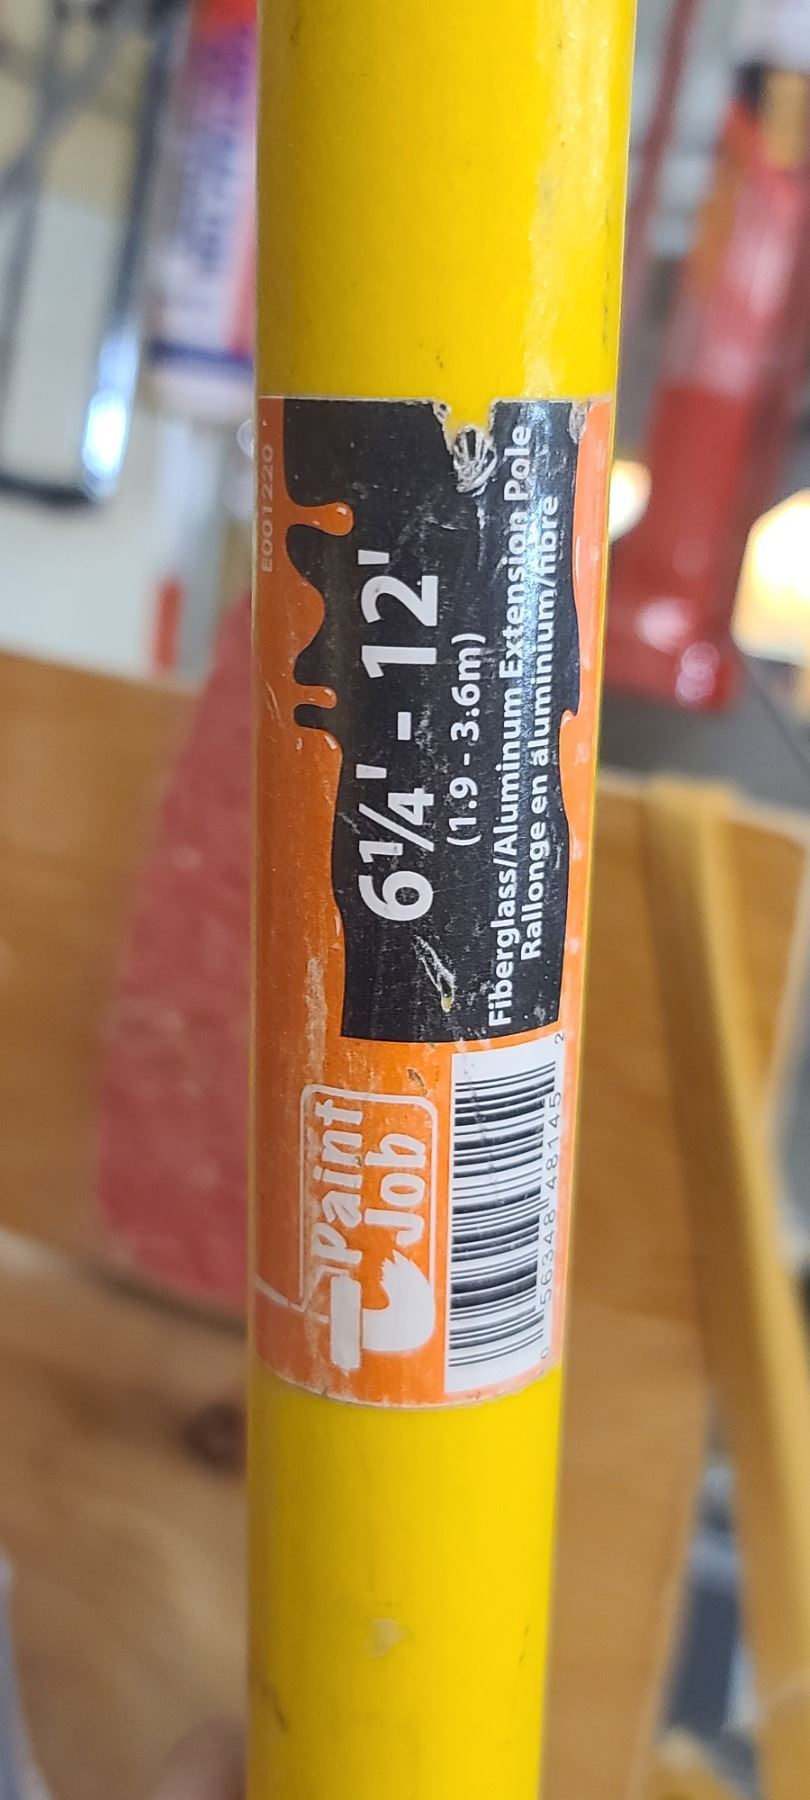 E001220
6¼' - 12'
(1.9 - 3.6m)
Fiberglass/Aluminum Extension Pole
Rallonge en aluminium/fibre
Paint
Job
0 56348 48145 2